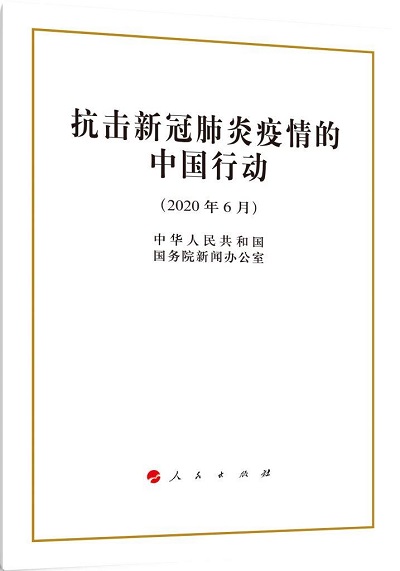 抗击新冠肺炎疫情的
中国行动
（2020 年 6 月）
中华人民共和国
国务院新闻办公室
人民出版社